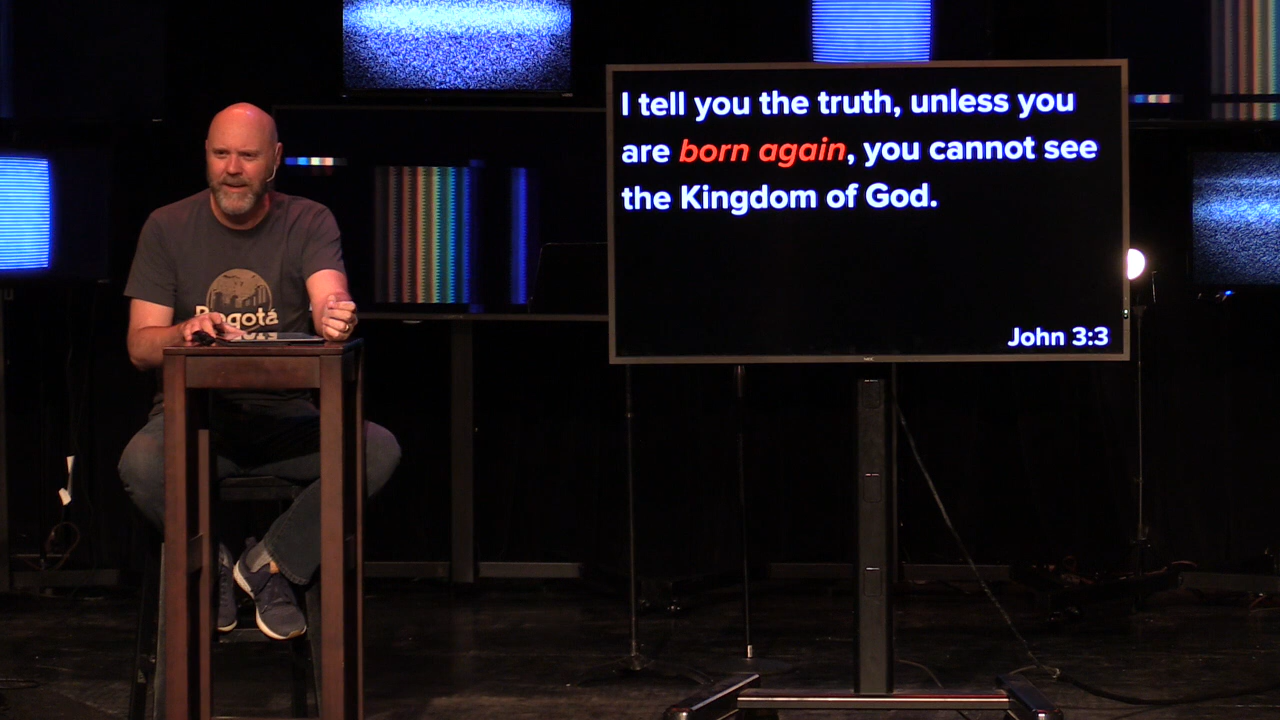 I tell you the truth, unless you
are born again, you cannot see
the Kingdom of God.
John 3:3
Bogotá